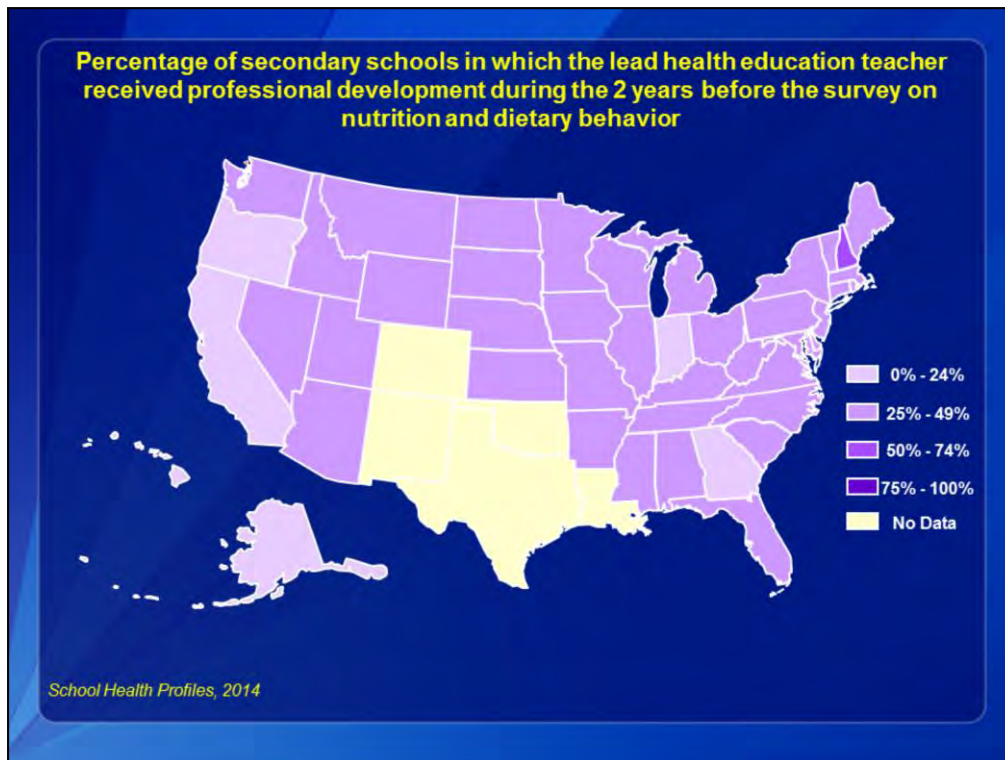 Percentage of secondary schools in which the lead health education teacher
received professional development during the 2 years before the survey on
nutrition and dietary behavior
0% - 24%
25% - 49%
50% - 74%
75% - 100%
No Data
School Health Profiles, 2014